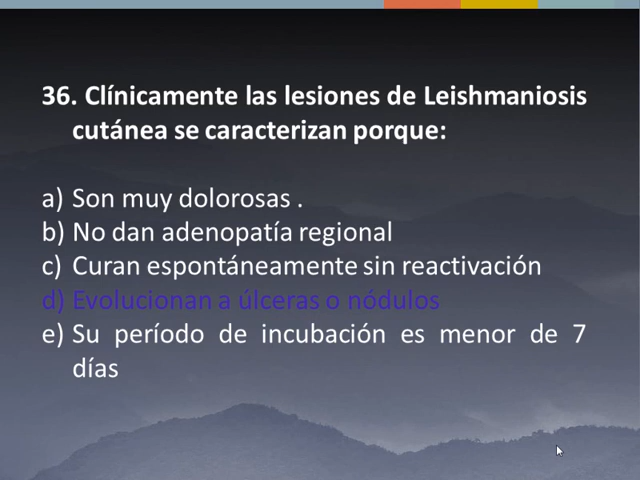 36. Clínicamente las lesiones de Leishmaniosis
cutánea se caracterizan porque:
a) Son muy dolorosas .
b) No dan adenopatía regional
c) Curan espontáneamente sin reactivación
d) Evolucionan a úlceras o nódulos
e) Su período de incubación es menor de 7
días